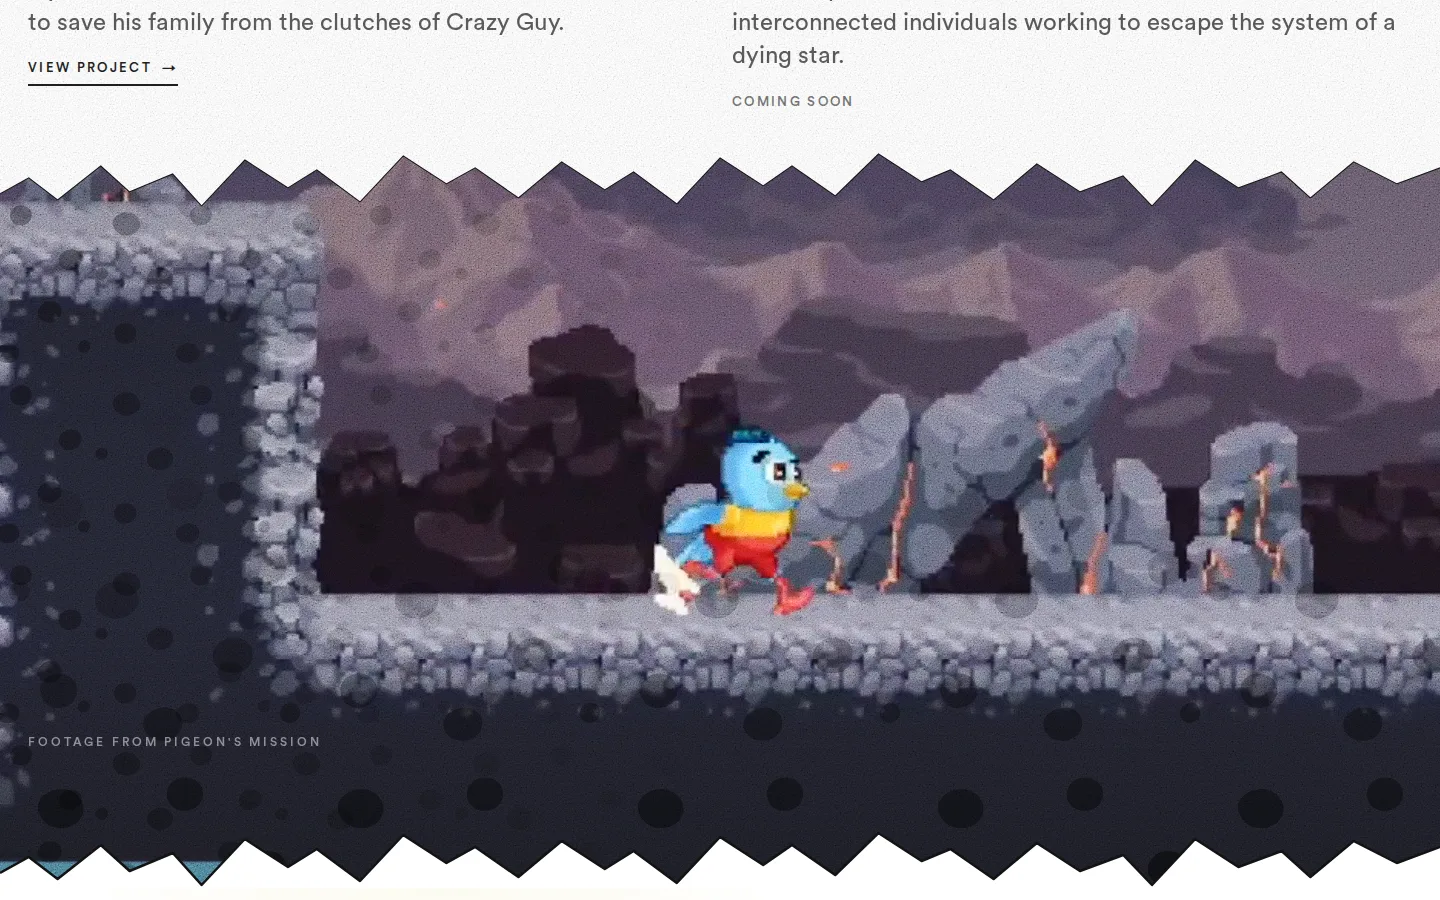 to save his family from the clutches of Crazy Guy.
VIEW PROJECT →
interconnected individuals working to escape the system of a
dying star.
COMING SOON
FOOTAGE FROM PIGEON'S MISSION